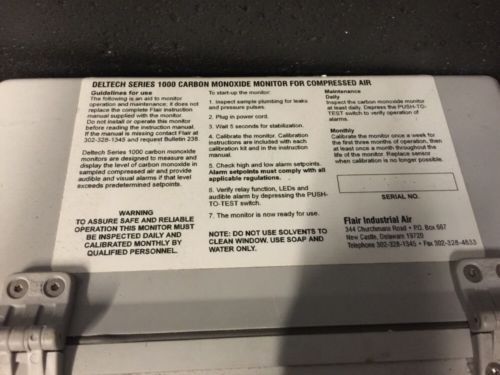 DELTECH SERIES 1000 CARBON MONOXIDE MONITOR FOR COMPRESSED AIR
Guidelines for use
The following is an aid to monitor
operation and maintenance; it does not
replace the complete Flair instruction
manual supplied with the monitor.
Do not install or operate this monitor
before reading the instruction manual.
If the manual is missing contact Flair at
302-328-1345 and request Bulletin 238.
Deltech Series 1000 carbon monoxide
monitors are designed to measure and
display the level of carbon monoxide in
sampled compressed air and provide
audible and visual alarms if that level
exceeds predetermined setpoints.
WARNING
TO ASSURE SAFE AND RELIABLE
OPERATION THIS MONITOR MUST
BE INSPECTED DAILY AND
CALIBRATED MONTHLY BY
QUALIFIED PERSONNEL.
To start-up the monitor:
1. Inspect sample plumbing for leaks
and pressure pulses.
2. Plug in power cord.
3. Wait 5 seconds for stabilization.
4. Calibrate the monitor. Calibration
instructions are included with each
calibration kit and in the instruction
manual.
5. Check high and low alarm setpoints.
Alarm setpoints must comply with all
applicable regulations.
6. Verify relay function, LEDs and
audible alarm by depressing the PUSH-
TO-TEST switch.
7. The monitor is now ready for use.
NOTE: DO NOT USE SOLVENTS TO
CLEAN WINDOW. USE SOAP AND
WATER ONLY.
Maintenance
Daily
Inspect the carbon monoxide monitor
at least daily. Depress the PUSH-TO-
TEST switch to verify operation of
alarms.
Monthly
Calibrate the monitor once a week for
the first three months of operation, then
at least once a month throughout the
life of the monitor. Replace sensor
when calibration is no longer possible.
SERIAL NO.
Flair Industrial Air
344 Churchmans Road • P.O. Box 667
New Castle, Delaware 19720
Telephone 302-328-1345 • Fax 302-328-4833